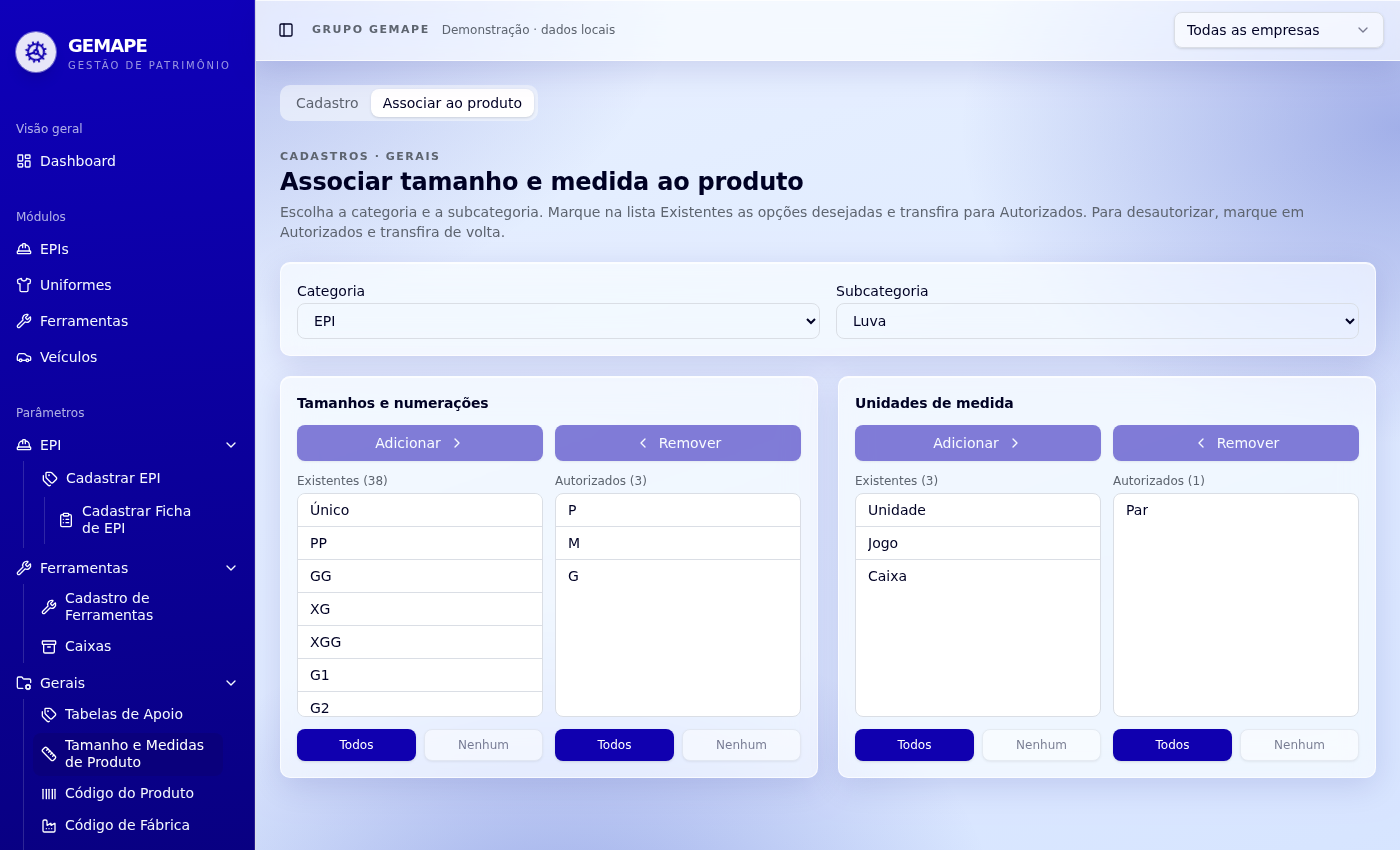 GEMAPE
GESTÃO DE PATRIMÔNIO
Visão geral
Dashboard
Módulos
EPIs
Uniformes
Ferramentas
Veículos
Parâmetros
EPI
Cadastrar EPI
Cadastrar Ficha
de EPI
Ferramentas
Cadastro de
Ferramentas
Caixas
Gerais
Tabelas de Apoio
Tamanho e Medidas
de Produto
Código do Produto
Código de Fábrica
GRUPO GEMAPE Demonstração · dados locais
Todas as empresas
Cadastro Associar ao produto
CADASTROS · GERAIS
Associar tamanho e medida ao produto
Escolha a categoria e a subcategoria. Marque na lista Existentes as opções desejadas e transfira para Autorizados. Para desautorizar, marque em
Autorizados e transfira de volta.
Categoria
EPI
Subcategoria
Luva
Tamanhos e numerações
Adicionar
Remover
Existentes (38)
Único
PP
GG
XG
XGG
G1
G2
Todos Nenhum
Autorizados (3)
P
M
G
Todos Nenhum
Unidades de medida
Adicionar
Remover
Existentes (3)
Unidade
Jogo
Caixa
Todos Nenhum
Autorizados (1)
Par
Todos Nenhum